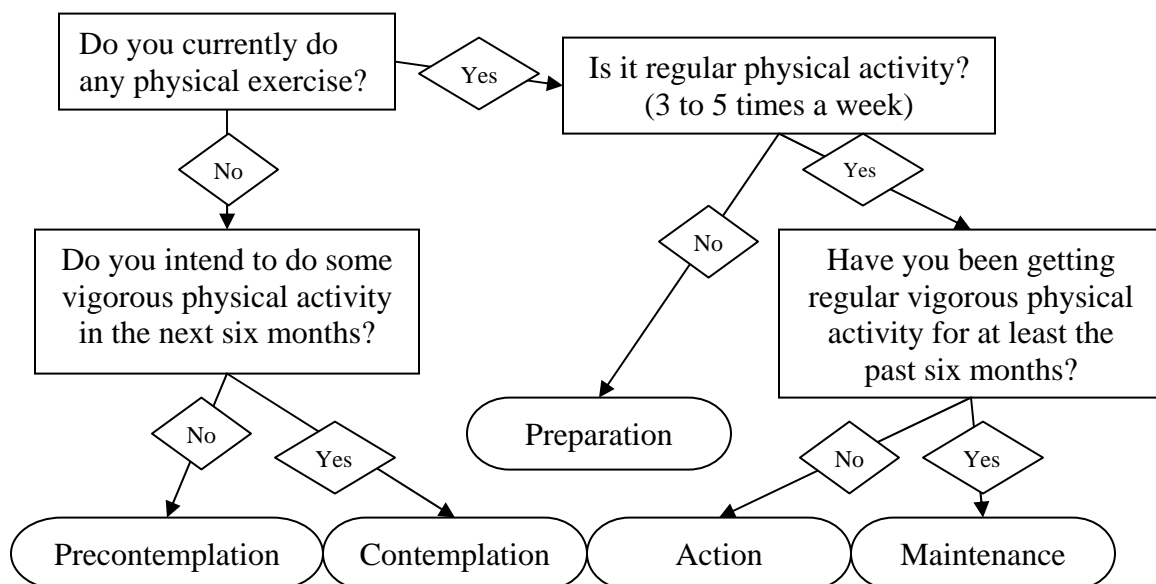 Do you currently do
any physical exercise?
Yes
Is it regular physical activity?
(3 to 5 times a week)
No
Yes
Do you intend to do some
vigorous physical activity
in the next six months?
No
Have you been getting
regular vigorous physical
activity for at least the
past six months?
No
Yes
Preparation
No
Yes
Precontemplation
Contemplation
Action
Maintenance